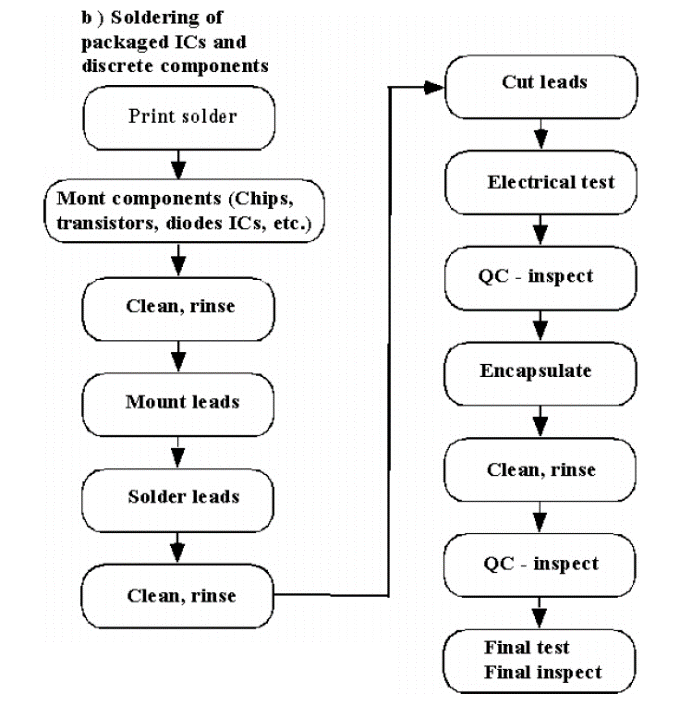 b ) Soldering of
packaged ICs and
discrete components
Print solder
Mont components (Chips,
transistors, diodes ICs, etc.)
Clean, rinse
Mount leads
Solder leads
Clean, rinse
Cut leads
Electrical test
QC - inspect
Encapsulate
Clean, rinse
QC - inspect
Final test
Final inspect